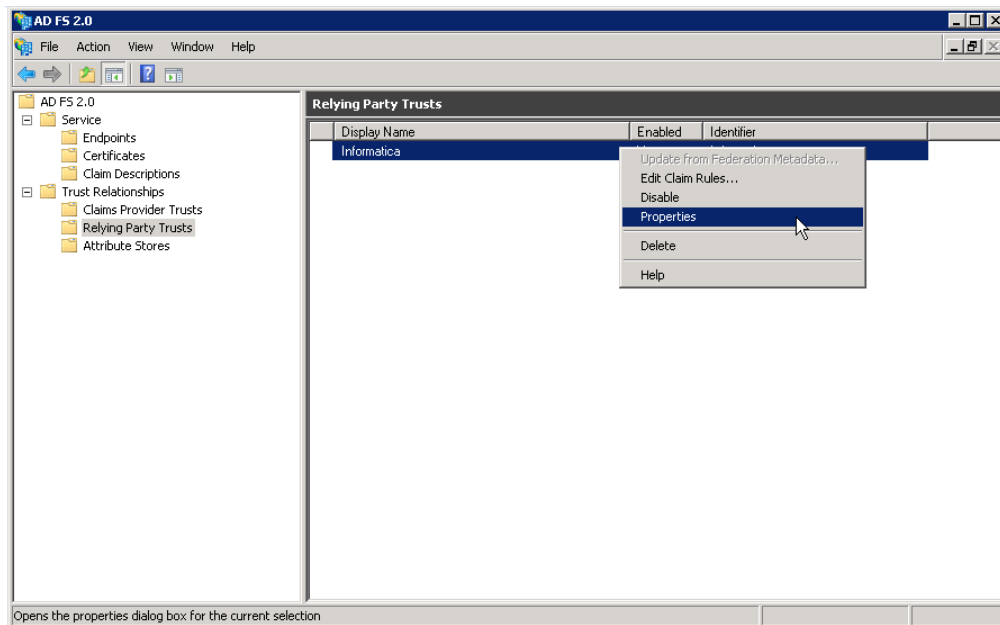 AD FS 2.0
File Action View Window Help
AD FS 2.0
Service
Endpoints
Certificates
Claim Descriptions
Trust Relationships
Claims Provider Trusts
Relying Party Trusts
Attribute Stores
Relying Party Trusts
Display Name Enabled Identifier
Informatica
Update from Federation Metadata...
Edit Claim Rules...
Disable
Properties
Delete
Help
Opens the properties dialog box for the current selection